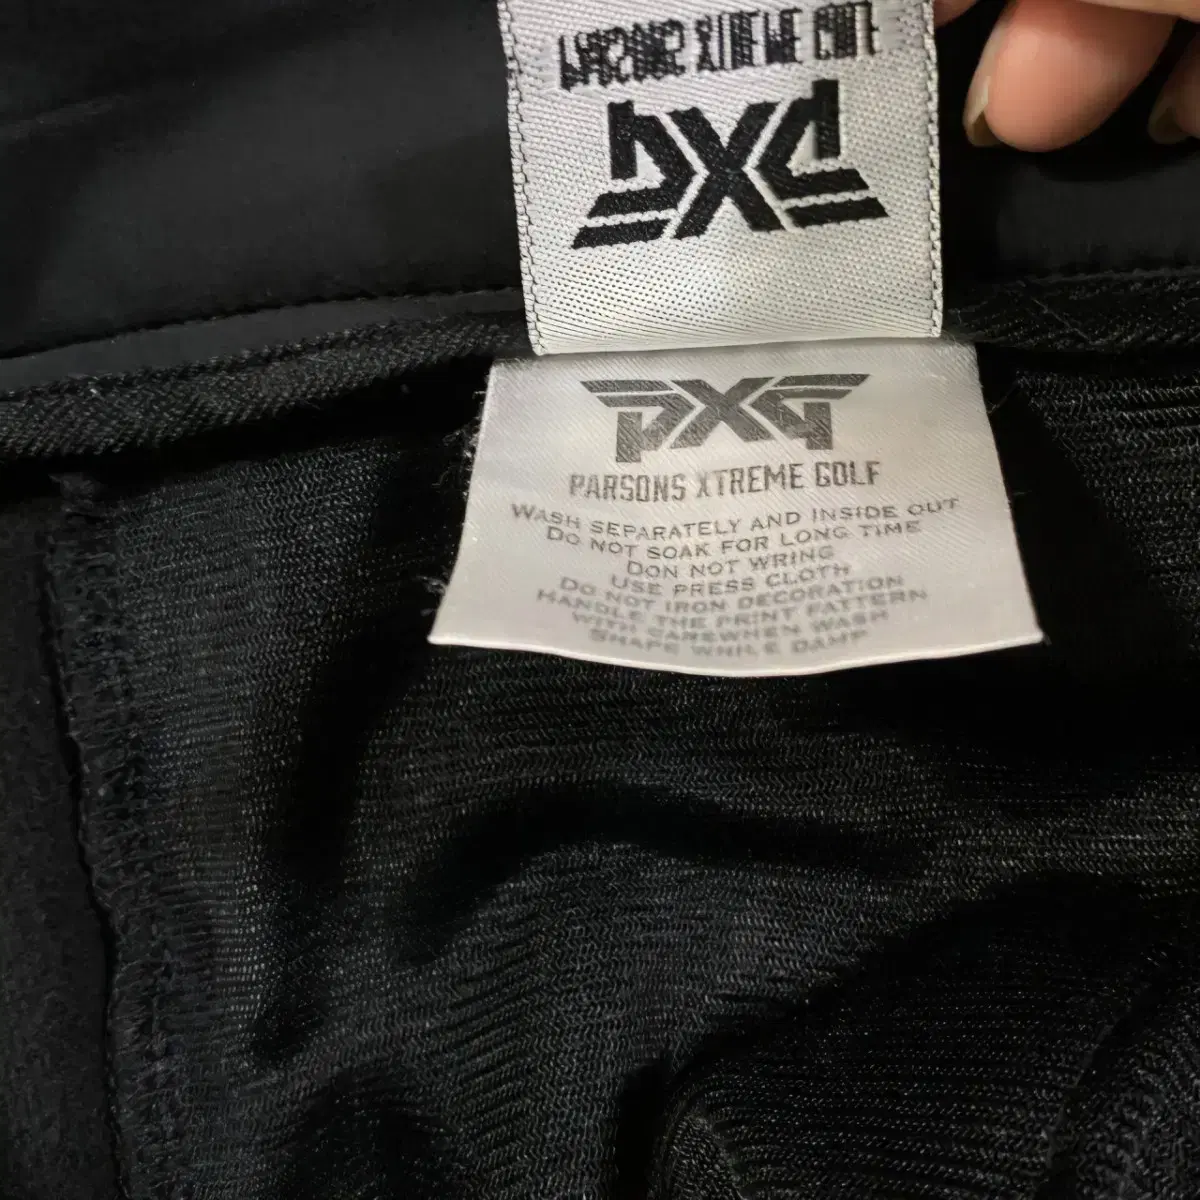 PXG
PXG
PARSONS XTREME GOLF
WASH SEPARATELY AND INSIDE OUT
DO NOT SOAK FOR LONG TIME
DON NOT WRING
USE PRESS CLOTH
DO NOT IRON DECORATION
HANDLE THE PRINT PATTERN
WITH CAREWHEN WASH
SHAPE WHILE DAMP